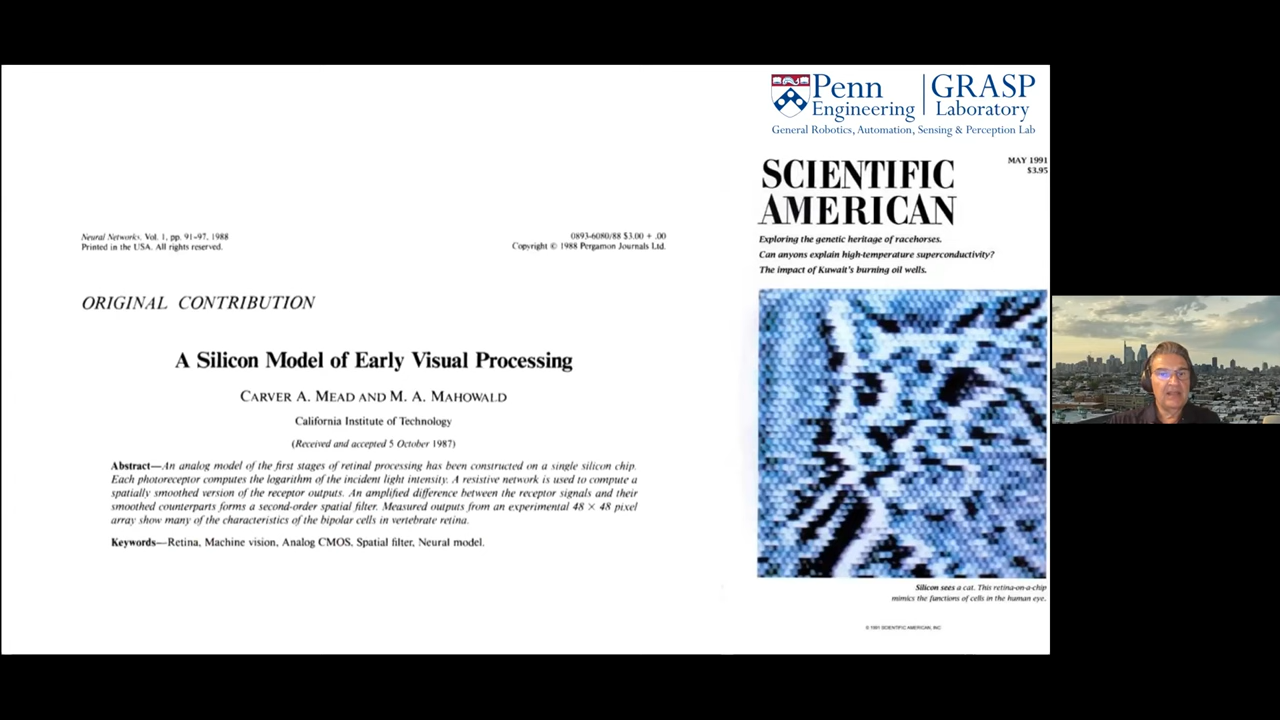 Penn
Engineering
GRASP
Laboratory
General Robotics, Automation, Sensing & Perception Lab
Neural Networks, Vol. 1, pp. 91–97, 1988
Printed in the USA. All rights reserved.
0893-6080/88 $3.00 + .00
Copyright © 1988 Pergamon Journals Ltd.
ORIGINAL CONTRIBUTION
A Silicon Model of Early Visual Processing
CARVER A. MEAD AND M. A. MAHOWALD
California Institute of Technology
(Received and accepted 5 October 1987)
Abstract—An analog model of the first stages of retinal processing has been constructed on a single silicon chip.
Each photoreceptor computes the logarithm of the incident light intensity. A resistive network is used to compute a
spatially smoothed version of the receptor outputs. An amplified difference between the receptor signals and their
smoothed counterparts forms a second-order spatial filter. Measured outputs from an experimental 48 × 48 pixel
array show many of the characteristics of the bipolar cells in vertebrate retina.
Keywords—Retina, Machine vision, Analog CMOS, Spatial filter, Neural model.
SCIENTIFIC
AMERICAN
MAY 1991
$3.95
Exploring the genetic heritage of racehorses.
Can anyons explain high-temperature superconductivity?
The impact of Kuwait's burning oil wells.
Silicon sees a cat. This retina-on-a-chip
mimics the functions of cells in the human eye.
© 1991 SCIENTIFIC AMERICAN, INC